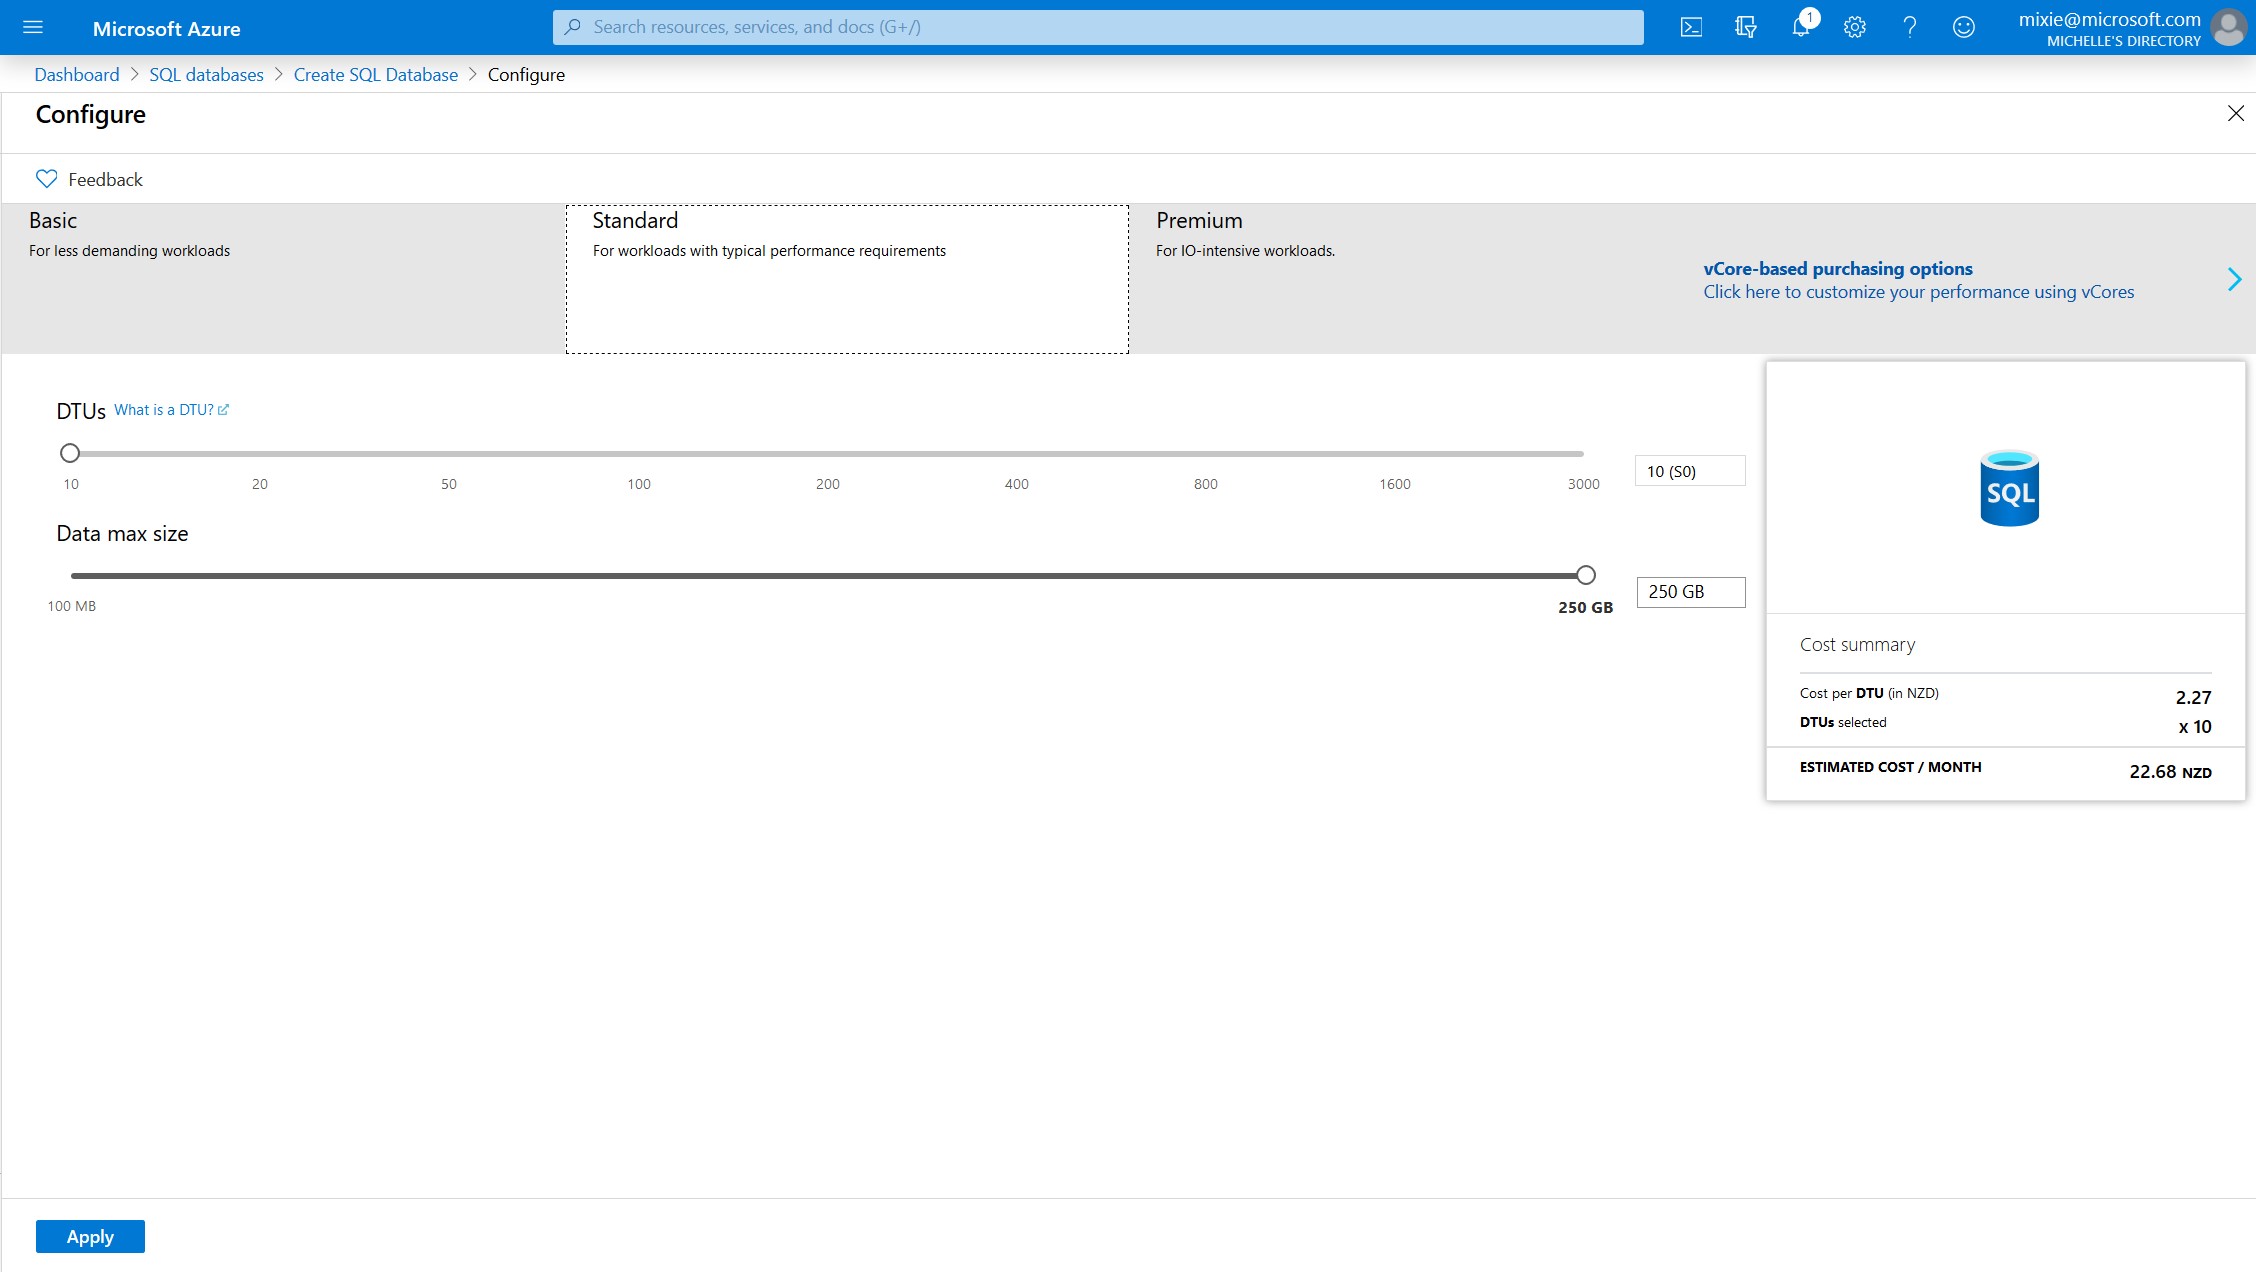 Microsoft Azure
Search resources, services, and docs (G+/)
1
mixie@microsoft.com
MICHELLE'S DIRECTORY
Dashboard > SQL databases > Create SQL Database > Configure
Configure
Feedback
Basic
For less demanding workloads
Standard
For workloads with typical performance requirements
Premium
For IO-intensive workloads.
vCore-based purchasing options
Click here to customize your performance using vCores
DTUs What is a DTU?
10 20 50 100 200 400 800 1600 3000
10 (S0)
Data max size
100 MB
250 GB
250 GB
SQL
Cost summary
Cost per DTU (in NZD) 2.27
DTUs selected x 10
ESTIMATED COST / MONTH 22.68 NZD
Apply